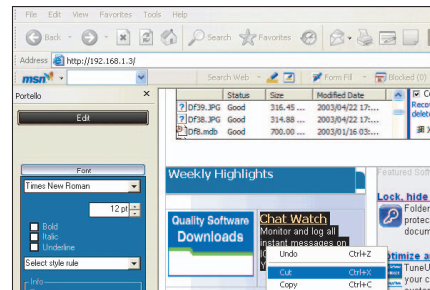 File Edit View Favorites Tools Help
Back Search Favorites
Address http://192.168.1.3/
msn Search Web Form Fill Blocked (0)
Portello
Edit
Font
Times New Roman
12 pt
Bold
Italic
Underline
Select style rule
Info
Status Size Modified Date
Df39.JPG Good 316.45 ... 2003/04/22 17:...
Df38.JPG Good 314.88 ... 2003/04/22 17:...
Df8.mdb Good 700.00 ... 2003/01/16 03:...
Weekly Highlights
Quality Software
Downloads
Chat Watch
Monitor and log all
instant messages on
Undo Ctrl+Z
Cut Ctrl+X
Copy Ctrl+C
Featured
Lock, hide
Folder
protec
docum
timize a
TuneU
your c